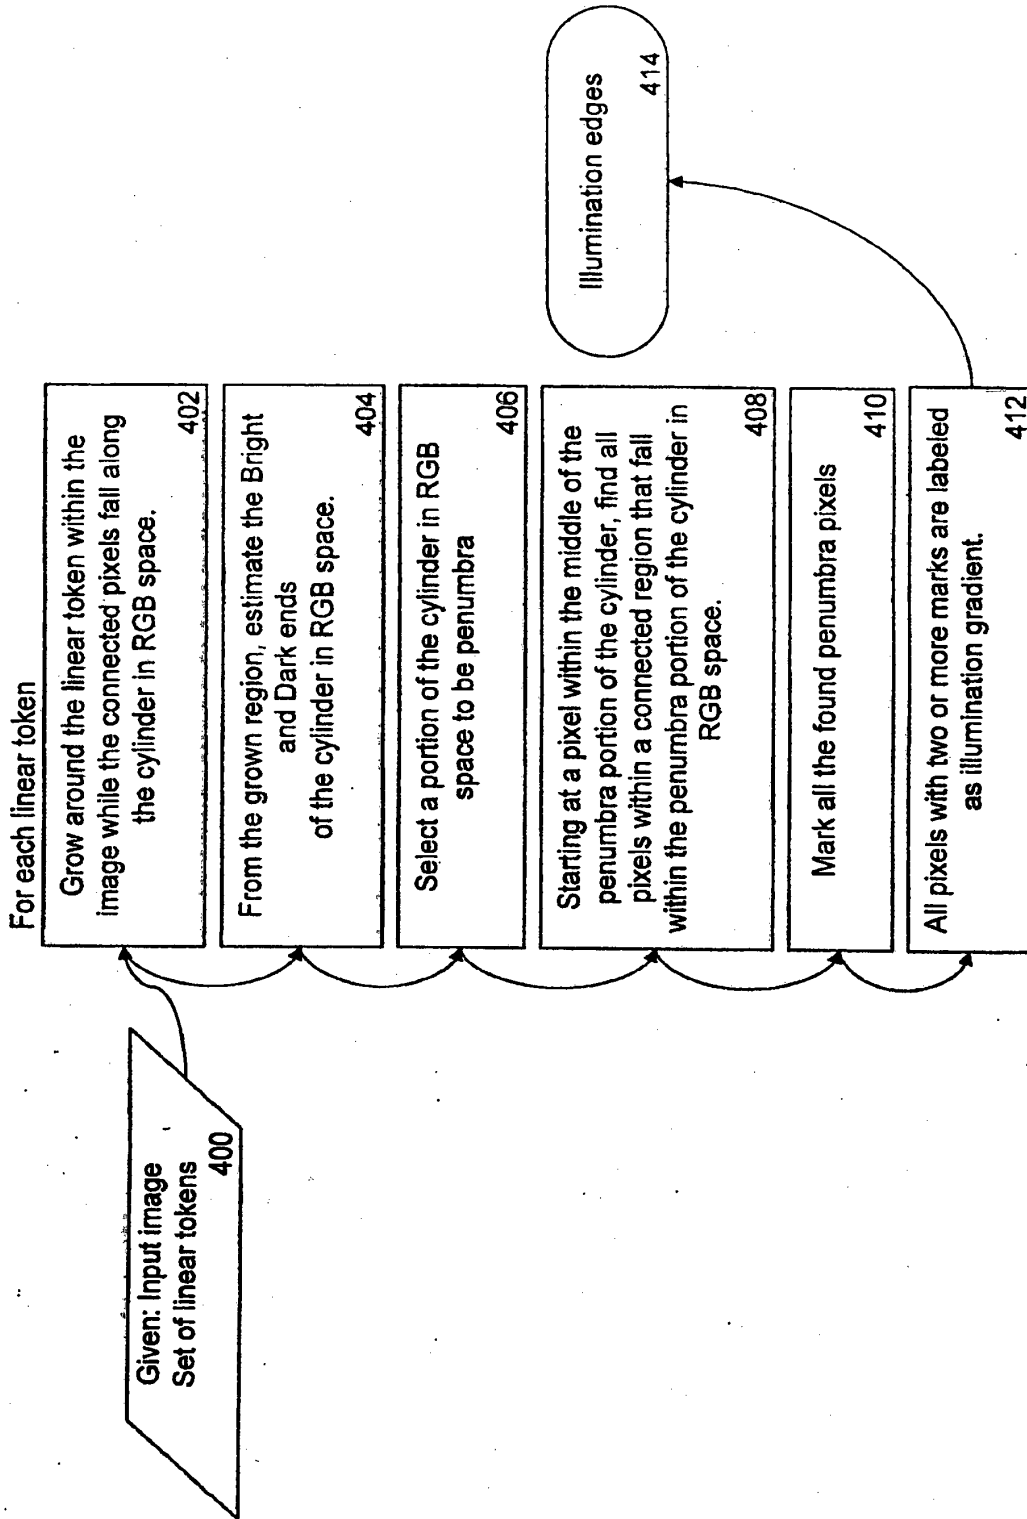 For each linear token
Given: Input image
Set of linear tokens
400
Grow around the linear token within the
image while the connected pixels fall along
the cylinder in RGB space.
402
From the grown region, estimate the Bright
and Dark ends
of the cylinder in RGB space.
404
Select a portion of the cylinder in RGB
space to be penumbra
406
Starting at a pixel within the middle of the
penumbra portion of the cylinder, find all
pixels within a connected region that fall
within the penumbra portion of the cylinder in
RGB space.
408
Mark all the found penumbra pixels
410
All pixels with two or more marks are labeled
as illumination gradient.
412
Illumination edges
414